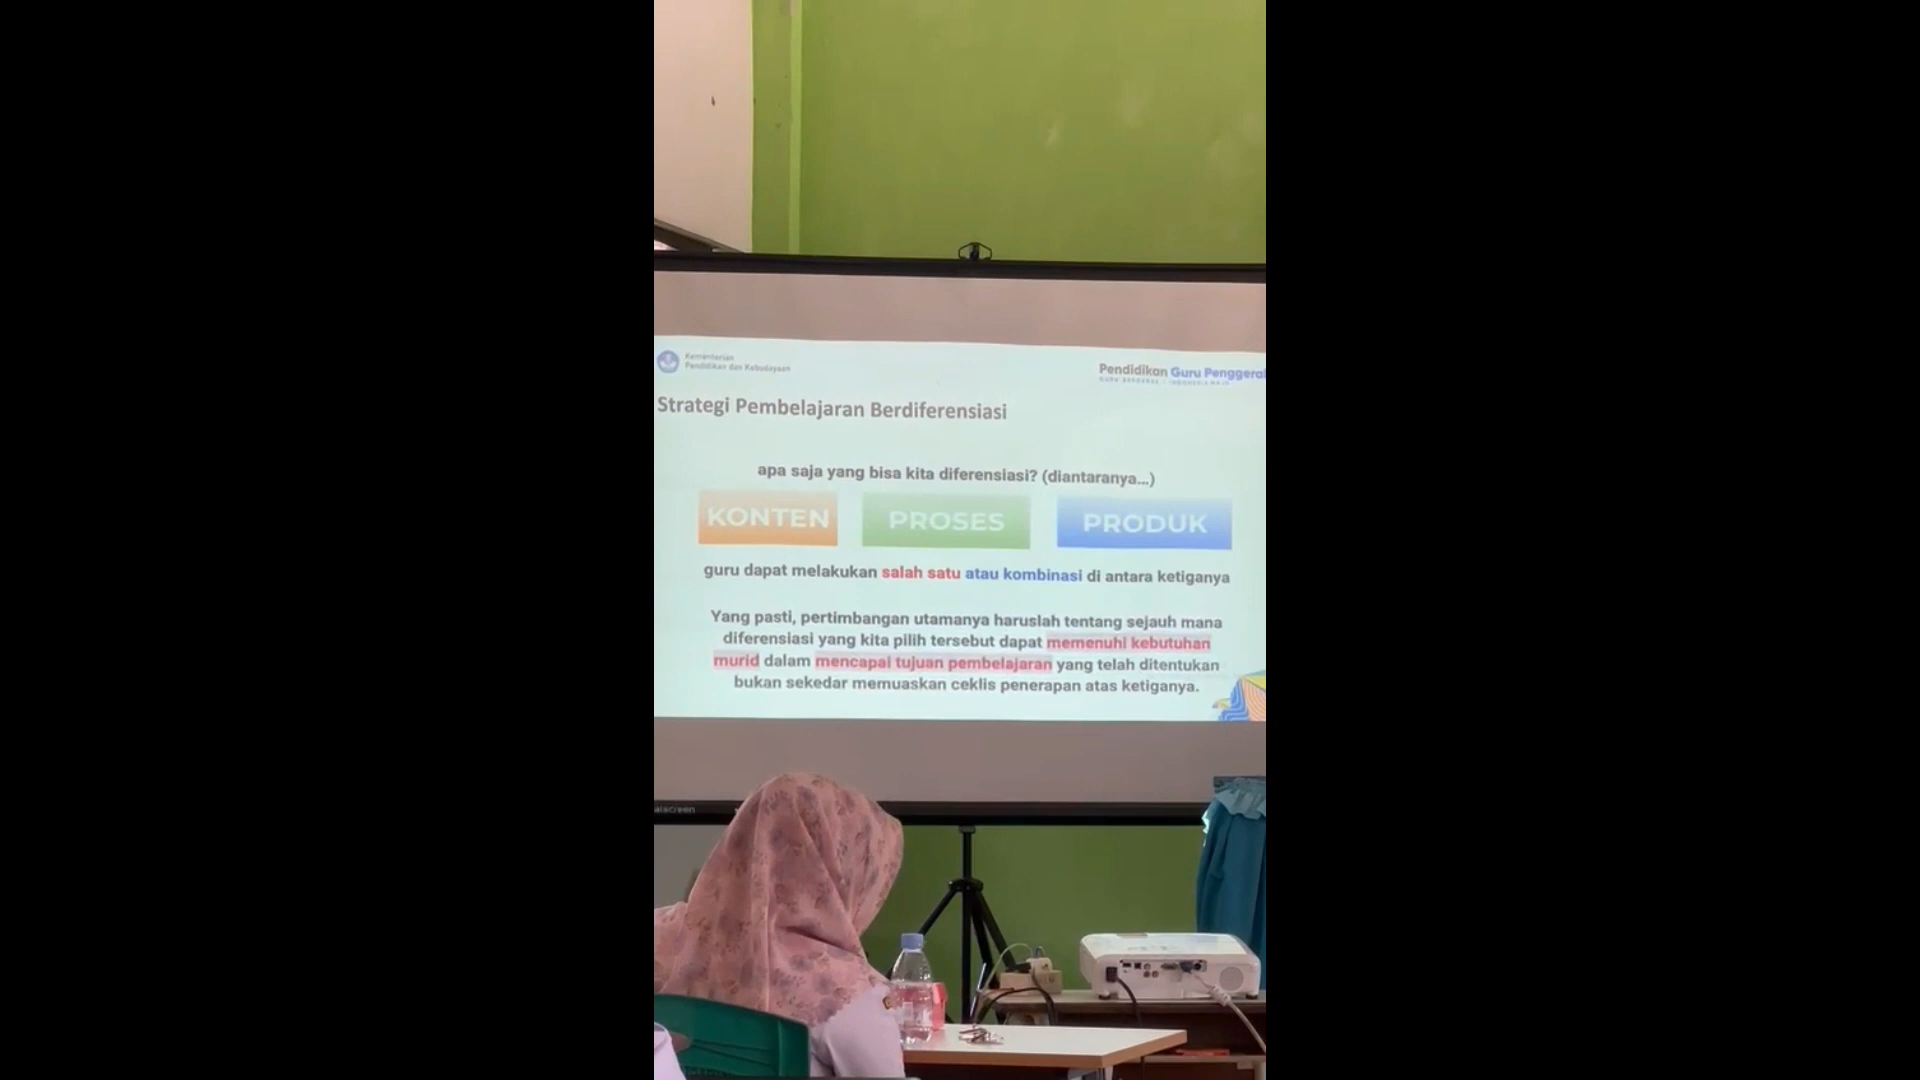 Kementerian
Pendidikan dan Kebudayaan
Pendidikan Guru Penggerak
Strategi Pembelajaran Berdiferensiasi
apa saja yang bisa kita diferensiasi? (diantaranya...)
KONTEN PROSES PRODUK
guru dapat melakukan salah satu atau kombinasi di antara ketiganya
Yang pasti, pertimbangan utamanya haruslah tentang sejauh mana
diferensiasi yang kita pilih tersebut dapat memenuhi kebutuhan
murid dalam mencapai tujuan pembelajaran yang telah ditentukan
bukan sekedar memuaskan ceklis penerapan atas ketiganya.